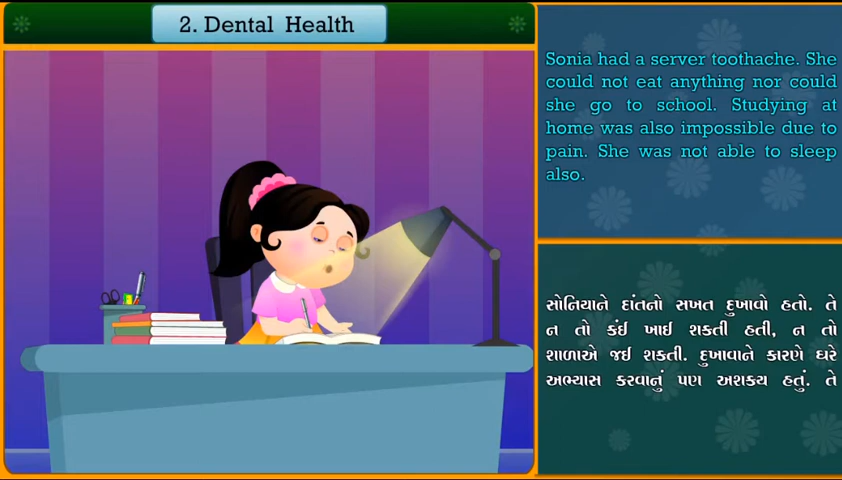 2. Dental Health
Sonia had a server toothache. She
could not eat anything nor could
she go to school. Studying at
home was also impossible due to
pain. She was not able to sleep
also.
સોનિયાને દાંતનો સખત દુખાવો હતો. તે
ન તો કંઈ ખાઈ શકતી હતી, ન તો
શાળાએ જઈ શકતી. દુખાવાને કારણે ઘરે
અભ્યાસ કરવાનું પણ અશક્ય હતું. તે